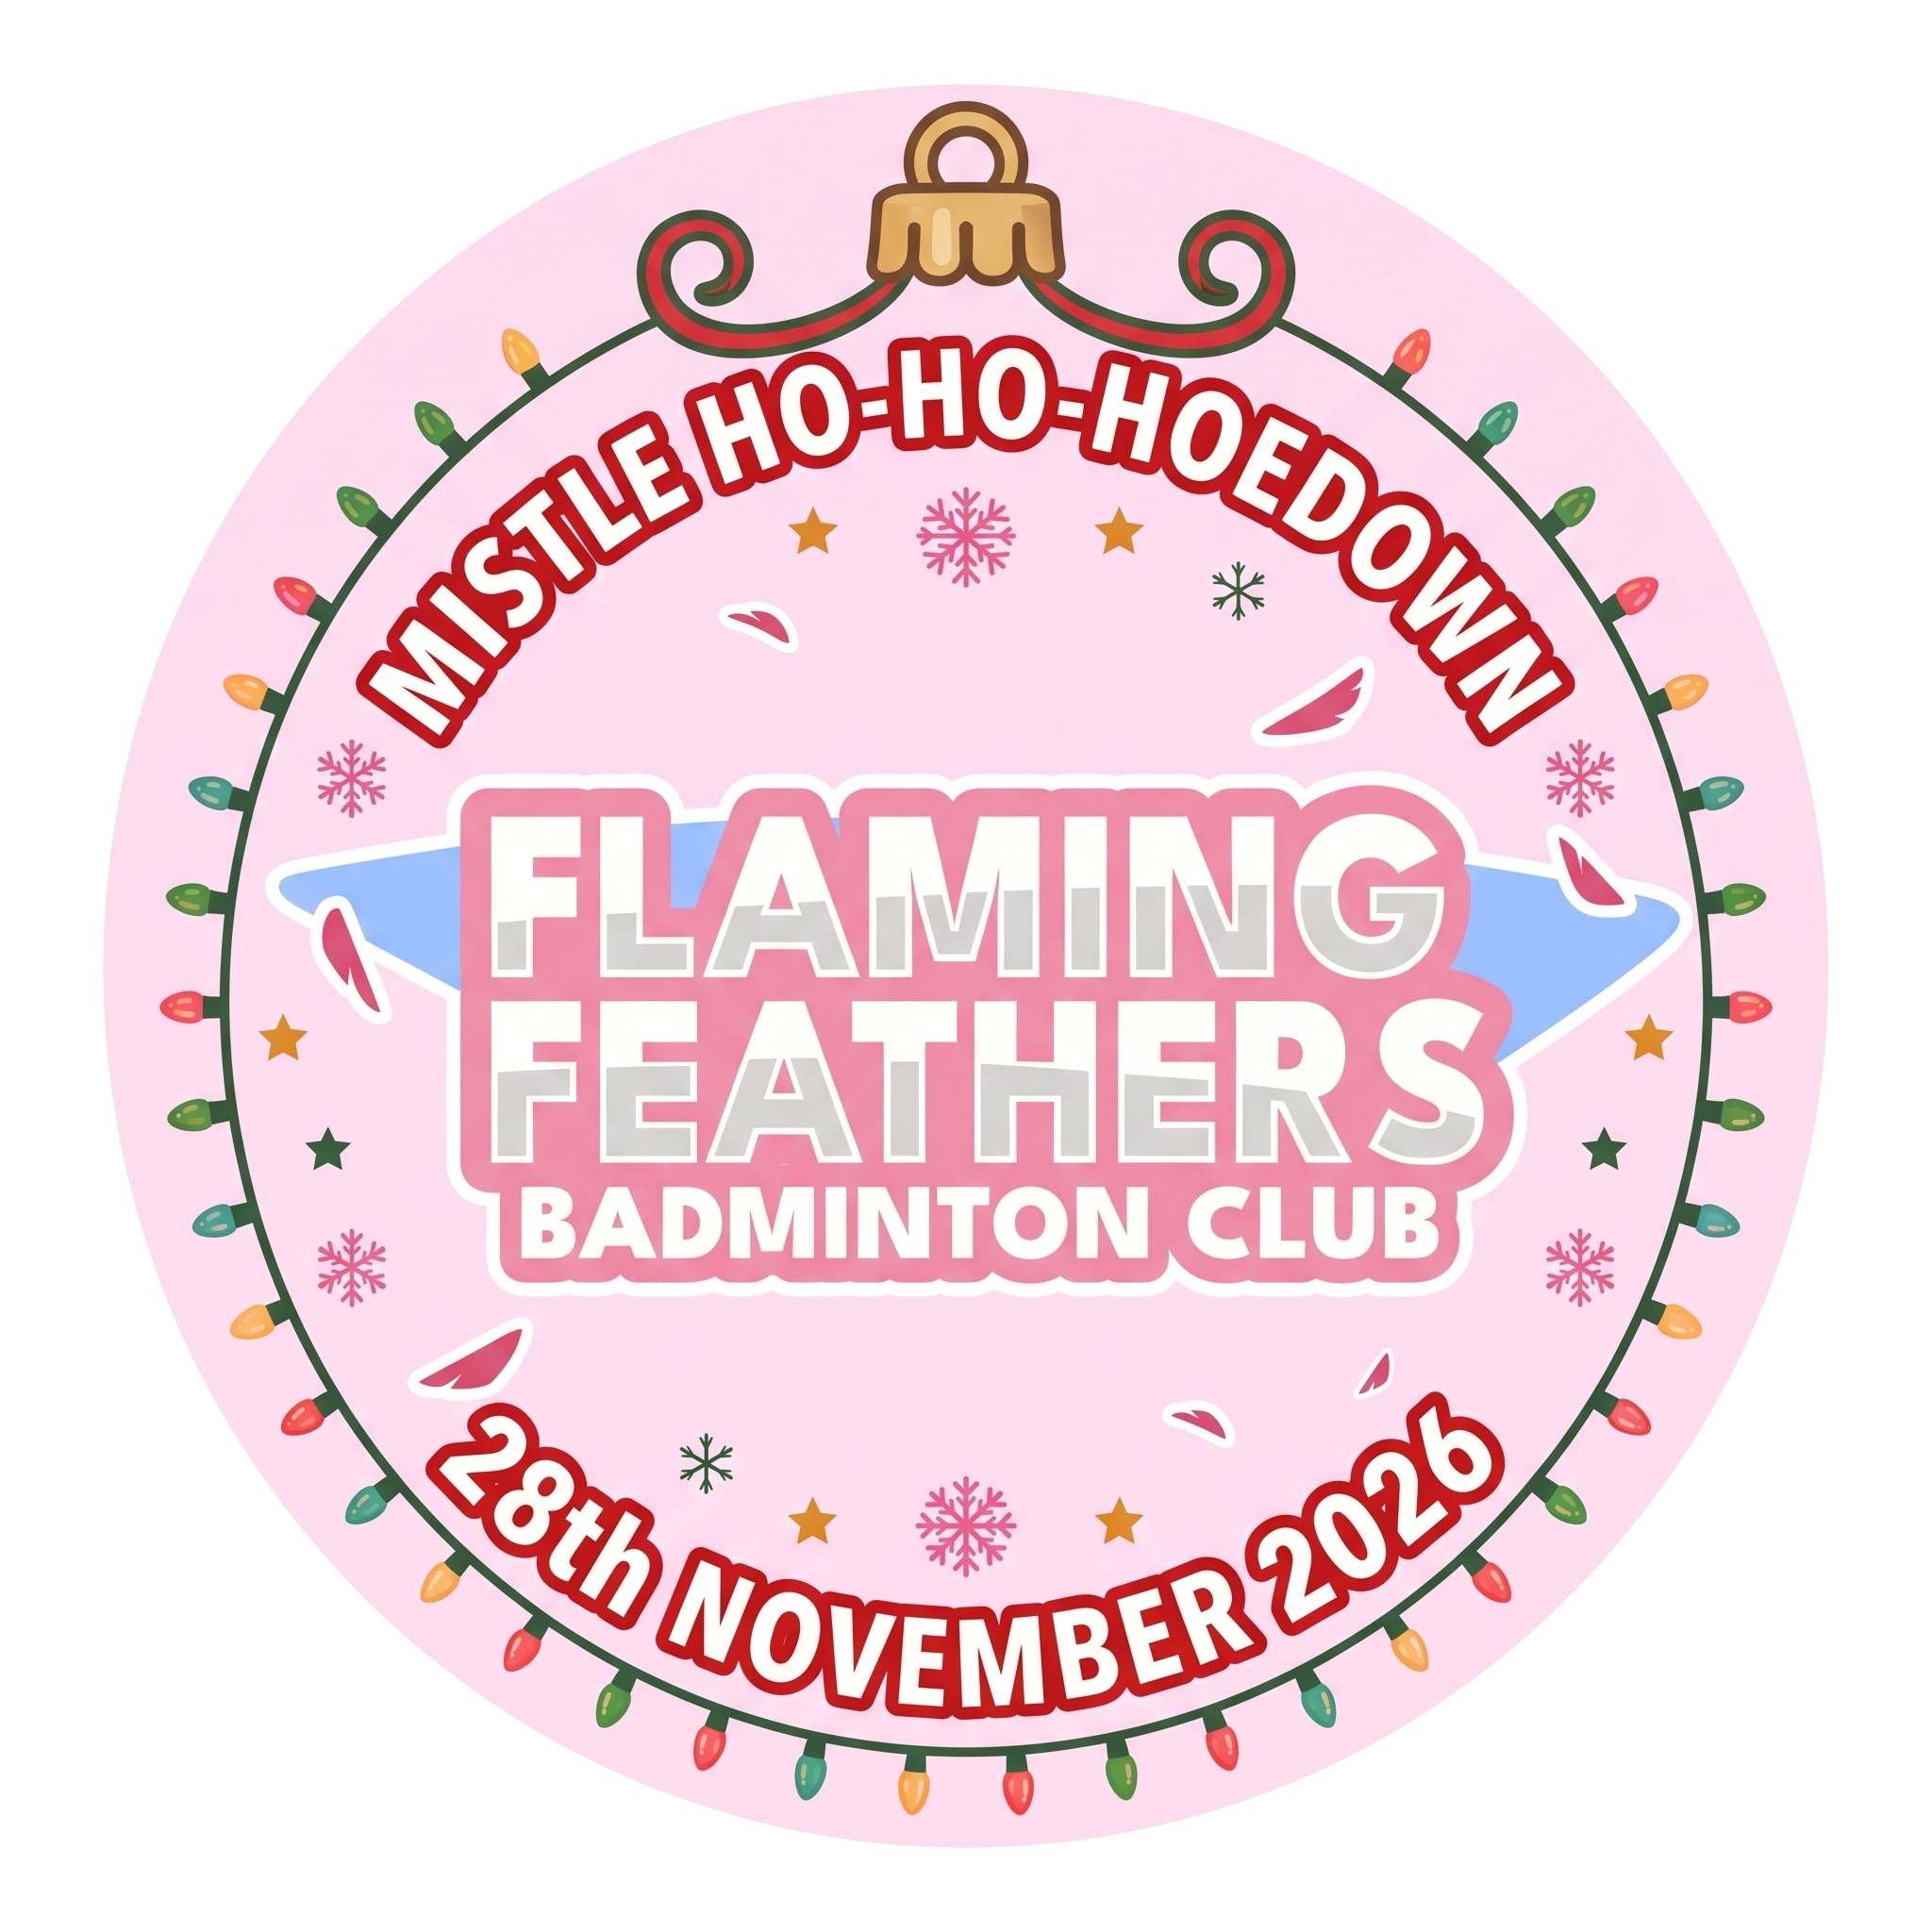 MISTLE HO-HO-HOEDOWN
FLAMING
FEATHERS
BADMINTON CLUB
28th NOVEMBER 2026